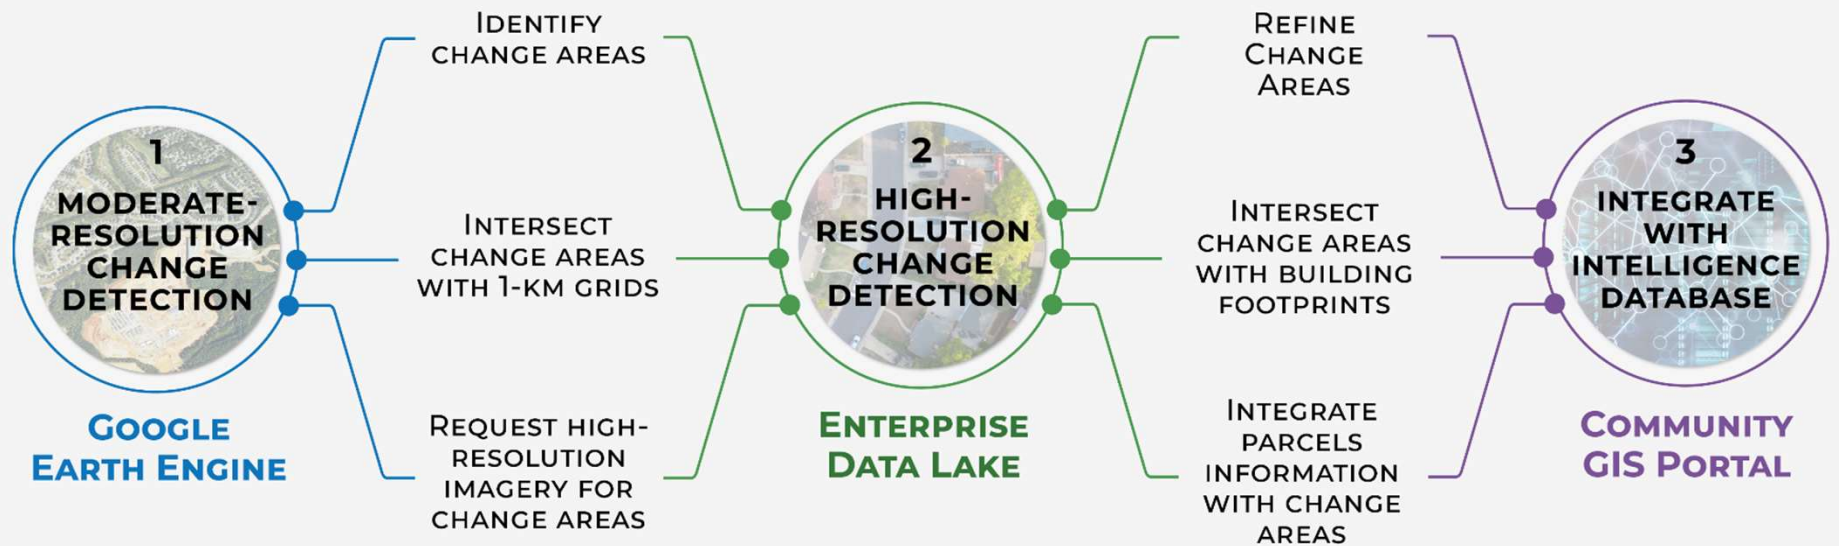 1
MODERATE-
RESOLUTION
CHANGE
DETECTION
GOOGLE
EARTH ENGINE
IDENTIFY
CHANGE AREAS
INTERSECT
CHANGE AREAS
WITH 1-KM GRIDS
REQUEST HIGH-
RESOLUTION
IMAGERY FOR
CHANGE AREAS
2
HIGH-
RESOLUTION
CHANGE
DETECTION
ENTERPRISE
DATA LAKE
REFINE
CHANGE
AREAS
INTERSECT
CHANGE AREAS
WITH BUILDING
FOOTPRINTS
INTEGRATE
PARCELS
INFORMATION
WITH CHANGE
AREAS
3
INTEGRATE
WITH
INTELLIGENCE
DATABASE
COMMUNITY
GIS PORTAL